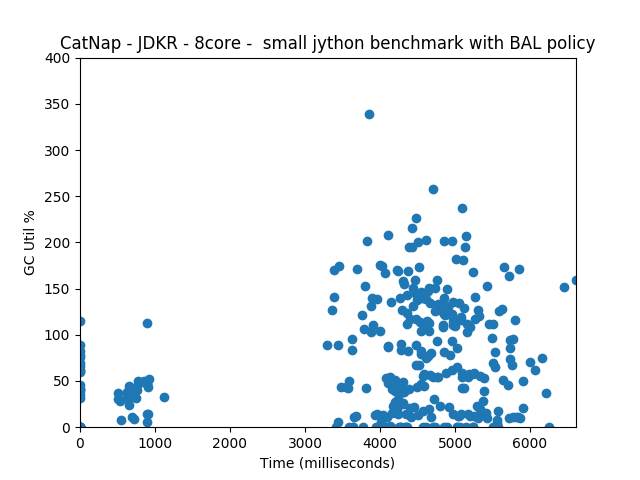 CatNap - JDKR - 8core -  small jython benchmark with BAL policy
400
350
300
250
200
150
100
50
0
GC Util %
0 1000 2000 3000 4000 5000 6000
Time (milliseconds)